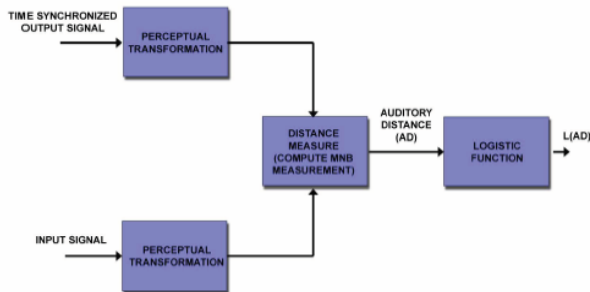 TIME SYNCHRONIZED
OUTPUT SIGNAL
PERCEPTUAL
TRANSFORMATION
DISTANCE
MEASURE
(COMPUTE MNB
MEASUREMENT)
AUDITORY
DISTANCE
(AD)
LOGISTIC
FUNCTION
L(AD)
INPUT SIGNAL
PERCEPTUAL
TRANSFORMATION